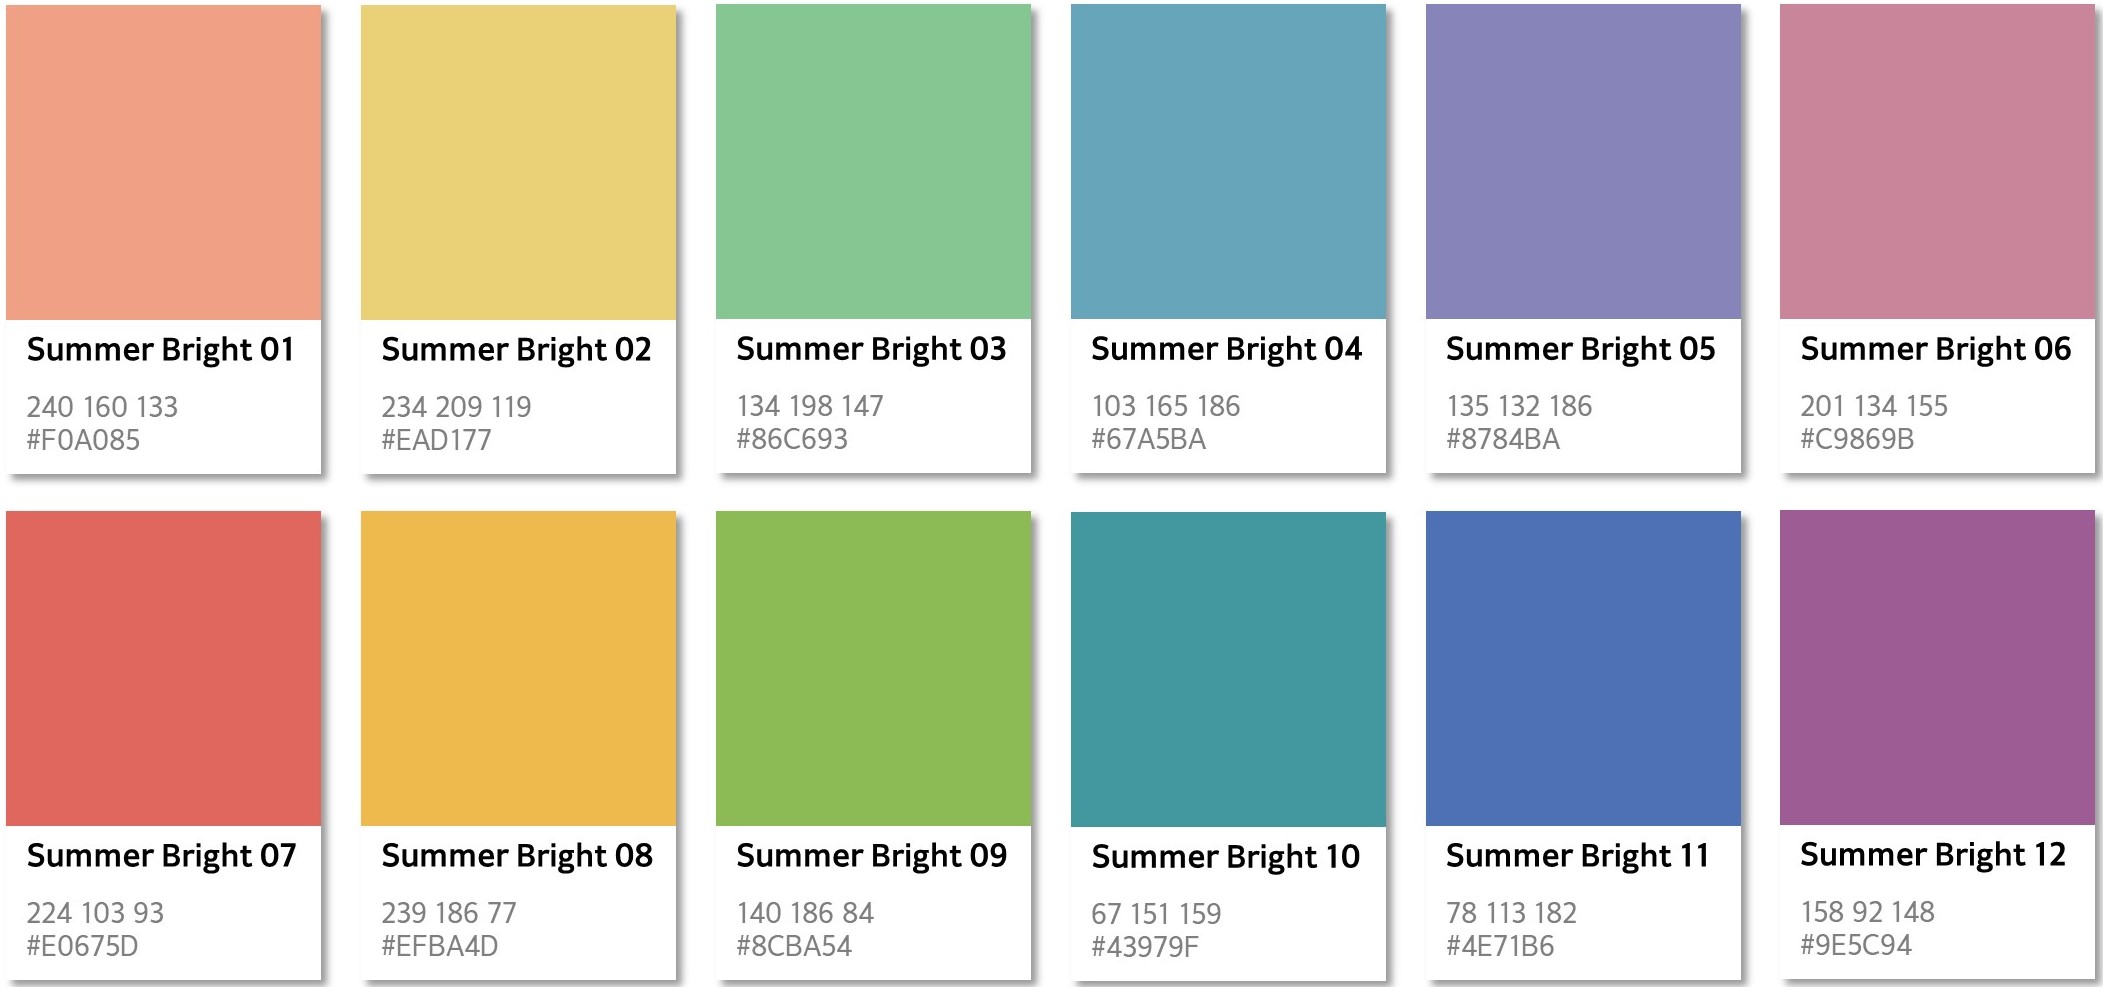 Summer Bright 01
240 160 133
#F0A085
Summer Bright 02
234 209 119
#EAD177
Summer Bright 03
134 198 147
#86C693
Summer Bright 04
103 165 186
#67A5BA
Summer Bright 05
135 132 186
#8784BA
Summer Bright 06
201 134 155
#C9869B
Summer Bright 07
224 103 93
#E0675D
Summer Bright 08
239 186 77
#EFBA4D
Summer Bright 09
140 186 84
#8CBA54
Summer Bright 10
67 151 159
#43979F
Summer Bright 11
78 113 182
#4E71B6
Summer Bright 12
158 92 148
#9E5C94